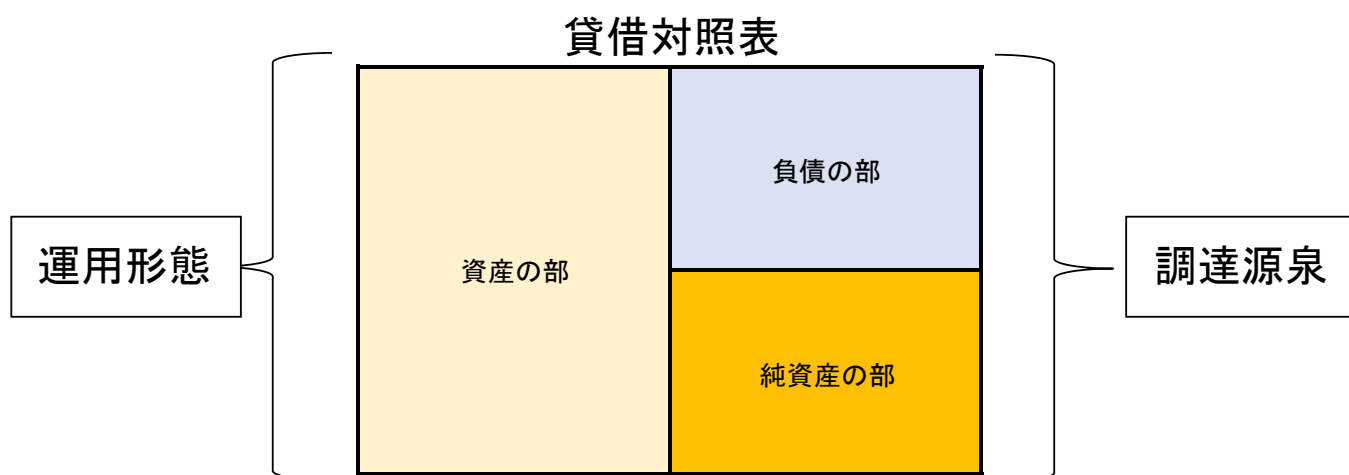 貸借対照表
運用形態
資産の部
負債の部
純資産の部
調達源泉